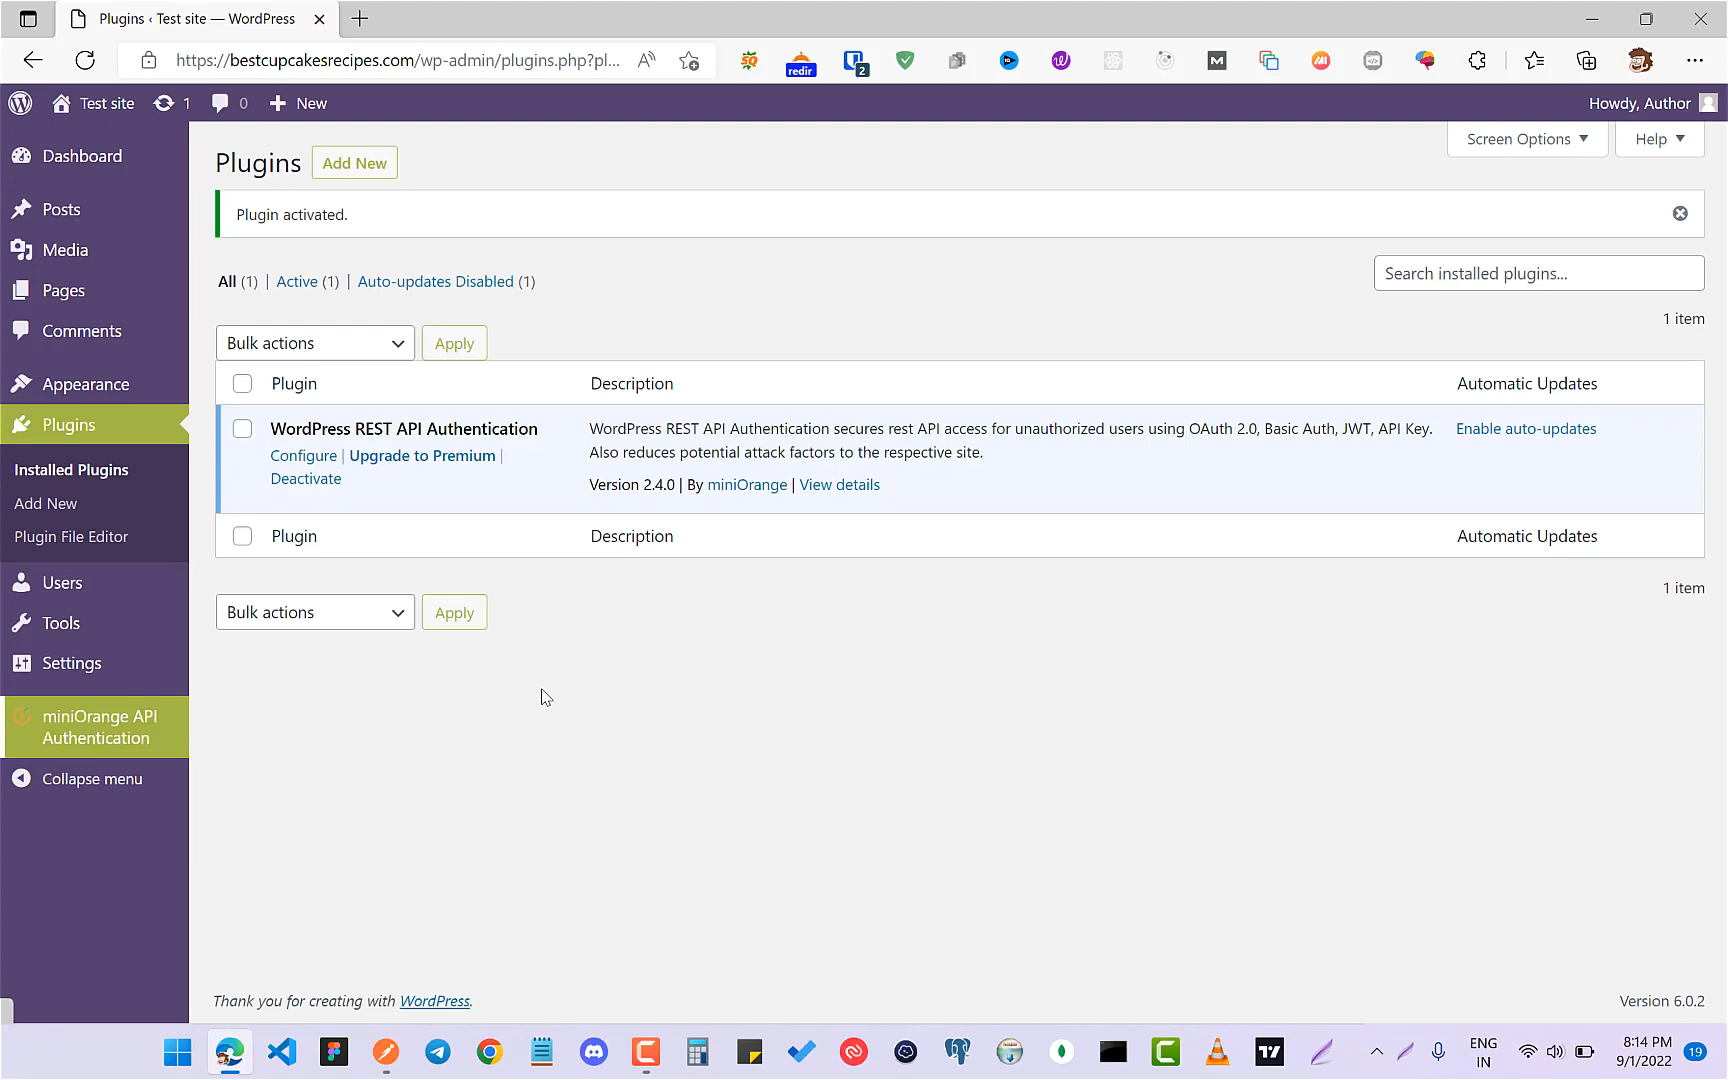 Plugins ‹ Test site — WordPress
https://bestcupcakesrecipes.com/wp-admin/plugins.php?pl...
redir
2
Test site
1
0
New
Howdy, Author
Dashboard
Posts
Media
Pages
Comments
Appearance
Plugins
Installed Plugins
Add New
Plugin File Editor
Users
Tools
Settings
miniOrange API
Authentication
Collapse menu
Screen Options
Help
Plugins
Add New
Plugin activated.
All (1) | Active (1) | Auto-updates Disabled (1)
Search installed plugins...
1 item
Bulk actions
Apply
Plugin
Description
Automatic Updates
WordPress REST API Authentication
Configure | Upgrade to Premium |
Deactivate
WordPress REST API Authentication secures rest API access for unauthorized users using OAuth 2.0, Basic Auth, JWT, API Key.
Also reduces potential attack factors to the respective site.
Version 2.4.0 | By miniOrange | View details
Enable auto-updates
Plugin
Description
Automatic Updates
1 item
Bulk actions
Apply
Thank you for creating with WordPress.
Version 6.0.2
ENG
IN
8:14 PM
9/1/2022
19